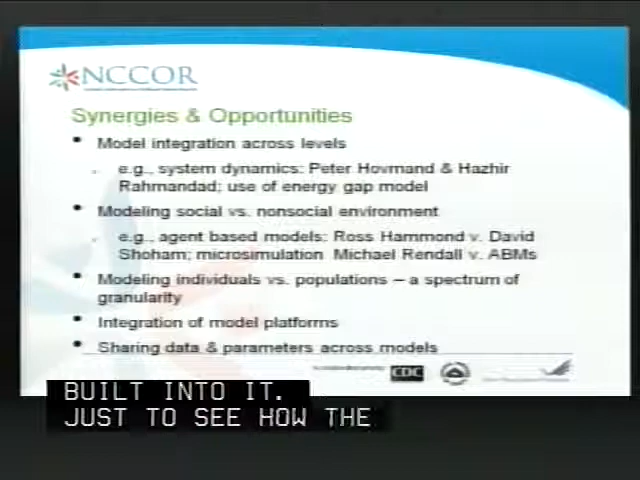 NCCOR
Synergies & Opportunities
• Model integration across levels
e.g., system dynamics: Peter Hovmand & Hazhir
Rahmandad; use of energy gap model
• Modeling social vs. nonsocial environment
e.g., agent based models: Ross Hammond v. David
Shoham; microsimulation Michael Rendall v. ABMs
• Modeling individuals vs. populations – a spectrum of
granularity
• Integration of model platforms
• Sharing data & parameters across models
CDC
BUILT INTO IT.
JUST TO SEE HOW THE